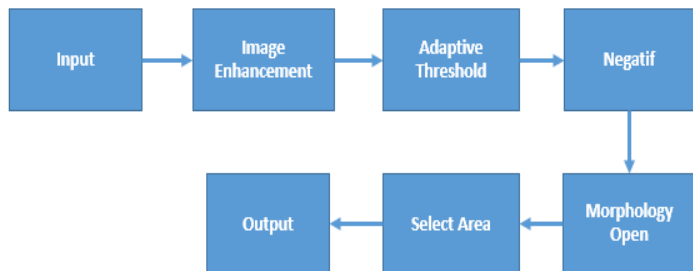 Input
Image
Enhancement
Adaptive
Threshold
Negatif
Morphology
Open
Select Area
Output